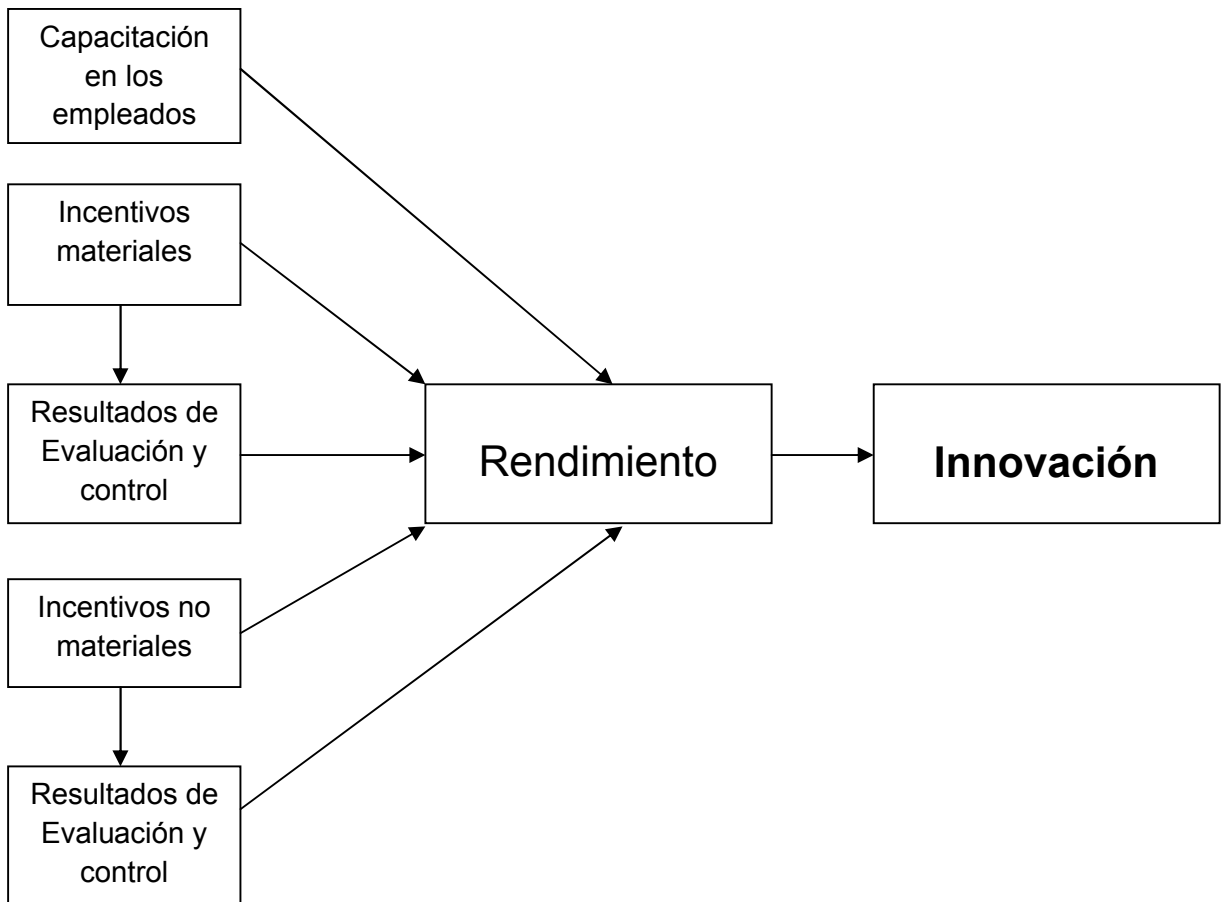 Capacitación
en los
empleados
Incentivos
materiales
Resultados de
Evaluación y
control
Rendimiento
Innovación
Incentivos no
materiales
Resultados de
Evaluación y
control